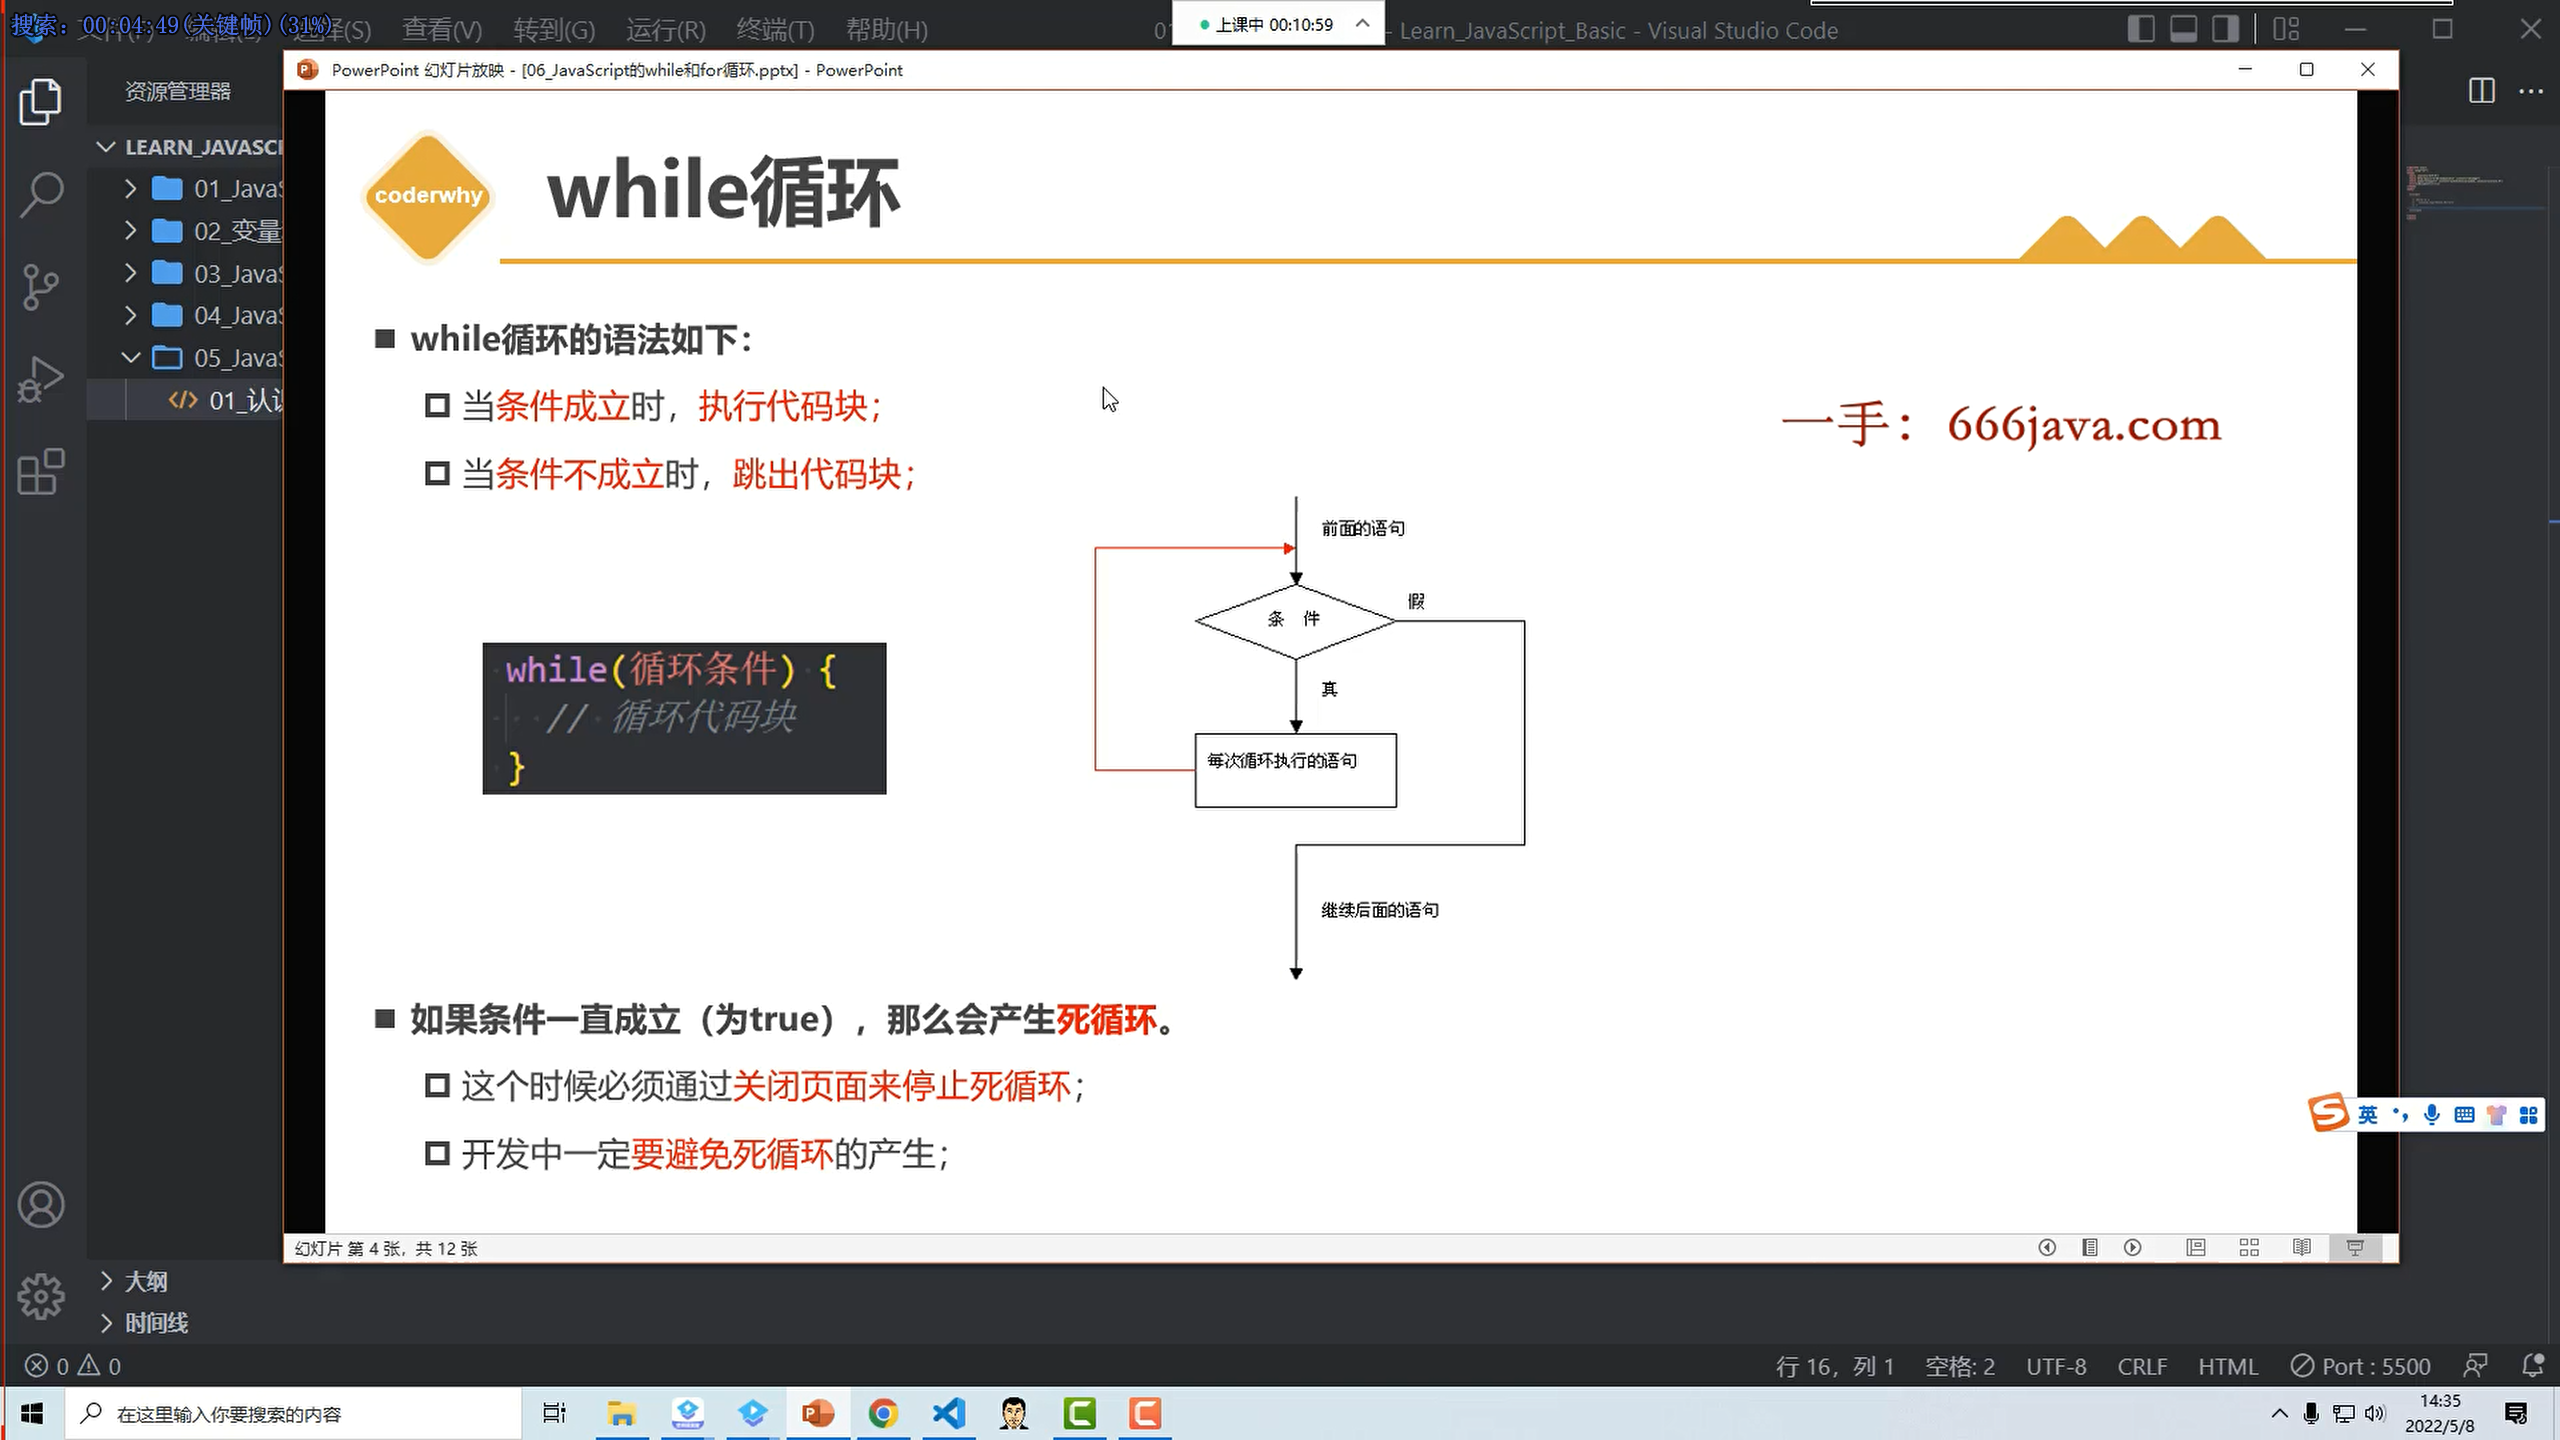 搜索: 00:04:49(关键帧)(31%)
选择(S) 查看(V) 转到(G) 运行(R) 终端(T) 帮助(H)
上课中 00:10:59
- Learn_JavaScript_Basic - Visual Studio Code
PowerPoint 幻灯片放映 - [06_JavaScript的while和for循环.pptx] - PowerPoint
资源管理器
LEARN_JAVASCI
01_Java
02_变量
03_Java
04_Java
05_Java
01_认
coderwhy
while循环
while循环的语法如下：
当条件成立时，执行代码块；
当条件不成立时，跳出代码块；
一手：666java.com
while(循环条件) {
// 循环代码块
}
前面的语句
条 件
假
真
每次循环执行的语句
继续后面的语句
如果条件一直成立（为true），那么会产生死循环。
这个时候必须通过关闭页面来停止死循环；
开发中一定要避免死循环的产生；
英
幻灯片 第 4 张，共 12 张
大纲
时间线
0 0
行 16，列 1 空格: 2 UTF-8 CRLF HTML Port : 5500
在这里输入你要搜索的内容
14:35
2022/5/8